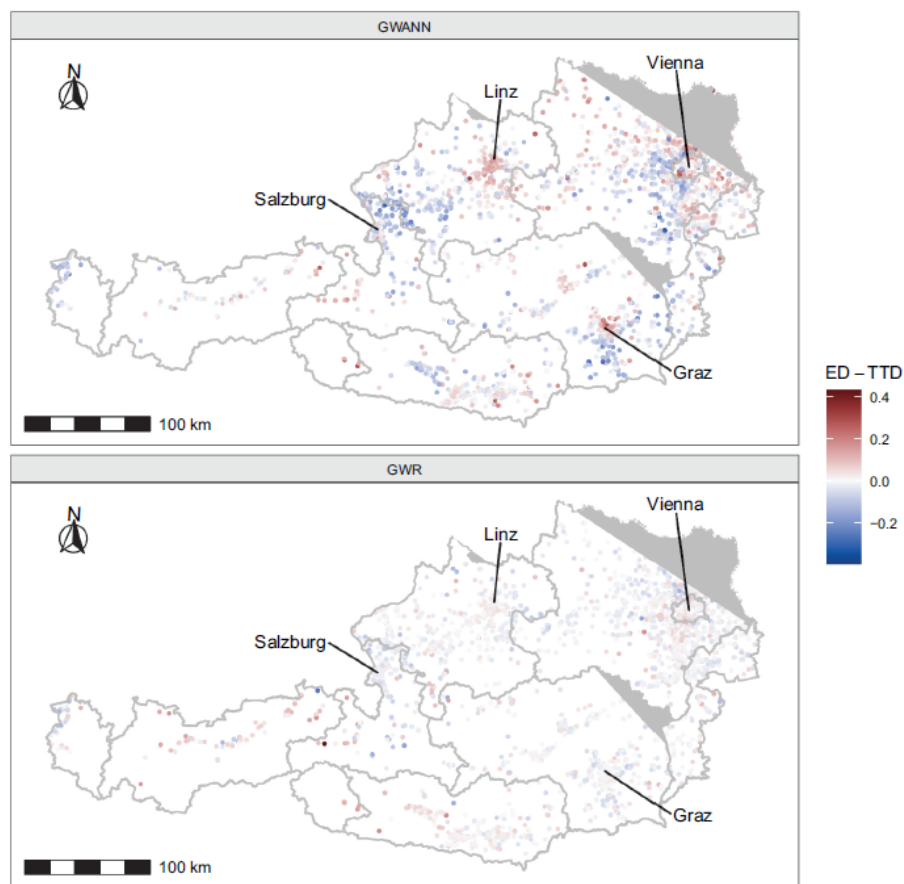 GWANN
N
Vienna
Linz
Salzburg
Graz
100 km
ED – TTD
0.4
0.2
0.0
−0.2
GWR
N
Vienna
Linz
Salzburg
Graz
100 km